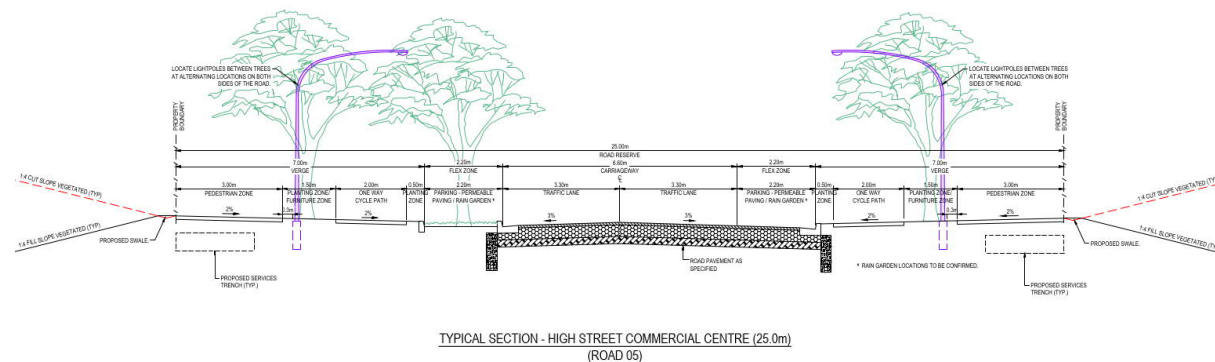 LOCATE LIGHTPOLES BETWEEN TREES
AT ALTERNATING LOCATIONS ON BOTH
SIDES OF THE ROAD.
LOCATE LIGHTPOLES BETWEEN TREES
AT ALTERNATING LOCATIONS ON BOTH
SIDES OF THE ROAD.
PROPERTY
BOUNDARY
PROPERTY
BOUNDARY
25.00m
ROAD RESERVE
7.00m
VERGE
2.20m
FLEX ZONE
6.60m
CARRIAGEWAY
2.20m
FLEX ZONE
7.00m
VERGE
3.00m
PEDESTRIAN ZONE
1.50m
PLANTING ZONE/
FURNITURE ZONE
2.00m
ONE WAY
CYCLE PATH
0.50m
PLANTING
ZONE
2.20m
PARKING - PERMEABLE
PAVING / RAIN GARDEN *
3.30m
TRAFFIC LANE
3.30m
TRAFFIC LANE
2.20m
PARKING - PERMEABLE
PAVING / RAIN GARDEN *
0.50m
PLANTING
ZONE
2.00m
ONE WAY
CYCLE PATH
1.50m
PLANTING ZONE/
FURNITURE ZONE
3.00m
PEDESTRIAN ZONE
1:4 CUT SLOPE VEGETATED (TYP)
1:4 FILL SLOPE VEGETATED (TYP)
2%
0.3m
2%
3%
3%
2%
0.3m
2%
1:4 CUT SLOPE VEGETATED (TY
1:4 FILL SLOPE VEGETATED (TY
PROPOSED SWALE.
PROPOSED SWALE.
PROPOSED SERVICES
TRENCH (TYP.)
ROAD PAVEMENT AS
SPECIFIED
* RAIN GARDEN LOCATIONS TO BE CONFIRMED.
PROPOSED SERVICES
TRENCH (TYP.)
TYPICAL SECTION - HIGH STREET COMMERCIAL CENTRE (25.0m)
(ROAD 05)